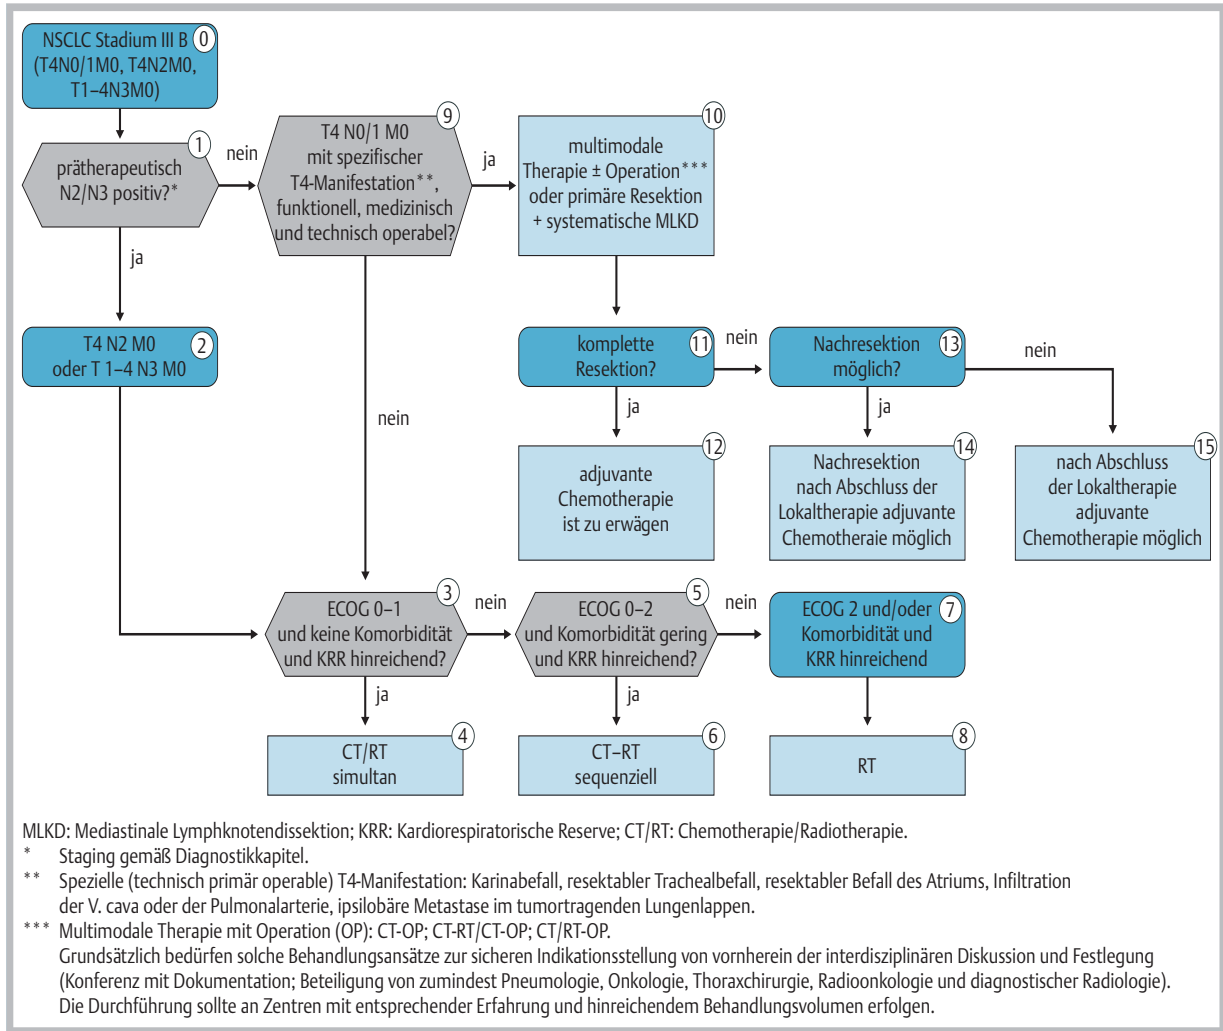 NSCLC Stadium III B
(T4N0/1M0, T4N2M0,
T1–4N3M0)
0
prätherapeutisch
N2/N3 positiv?*
1
nein
ja
T4 N0/1 M0
mit spezifischer
T4-Manifestation**,
funktionell, medizinisch
und technisch operabel?
9
ja
nein
multimodale
Therapie ± Operation***
oder primäre Resektion
+ systematische MLKD
10
T4 N2 M0
oder T 1–4 N3 M0
2
komplette
Resektion?
11
nein
ja
Nachresektion
möglich?
13
nein
ja
adjuvante
Chemotherapie
ist zu erwägen
12
Nachresektion
nach Abschluss der
Lokaltherapie adjuvante
Chemotheraie möglich
14
nach Abschluss
der Lokaltherapie
adjuvante
Chemotherapie möglich
15
ECOG 0–1
und keine Komorbidität
und KRR hinreichend?
3
nein
ja
ECOG 0–2
und Komorbidität gering
und KRR hinreichend?
5
nein
ja
ECOG 2 und/oder
Komorbidität und
KRR hinreichend
7
CT/RT
simultan
4
CT–RT
sequenziell
6
RT
8
MLKD: Mediastinale Lymphknotendissektion; KRR: Kardiorespiratorische Reserve; CT/RT: Chemotherapie/Radiotherapie.
* Staging gemäß Diagnostikkapitel.
** Spezielle (technisch primär operable) T4-Manifestation: Karinabefall, resektabler Trachealbefall, resektabler Befall des Atriums, Infiltration
der V. cava oder der Pulmonalarterie, ipsilobäre Metastase im tumortragenden Lungenlappen.
*** Multimodale Therapie mit Operation (OP): CT-OP; CT-RT/CT-OP; CT/RT-OP.
Grundsätzlich bedürfen solche Behandlungsansätze zur sicheren Indikationsstellung von vornherein der interdisziplinären Diskussion und Festlegung
(Konferenz mit Dokumentation; Beteiligung von zumindest Pneumologie, Onkologie, Thoraxchirurgie, Radioonkologie und diagnostischer Radiologie).
Die Durchführung sollte an Zentren mit entsprechender Erfahrung und hinreichendem Behandlungsvolumen erfolgen.